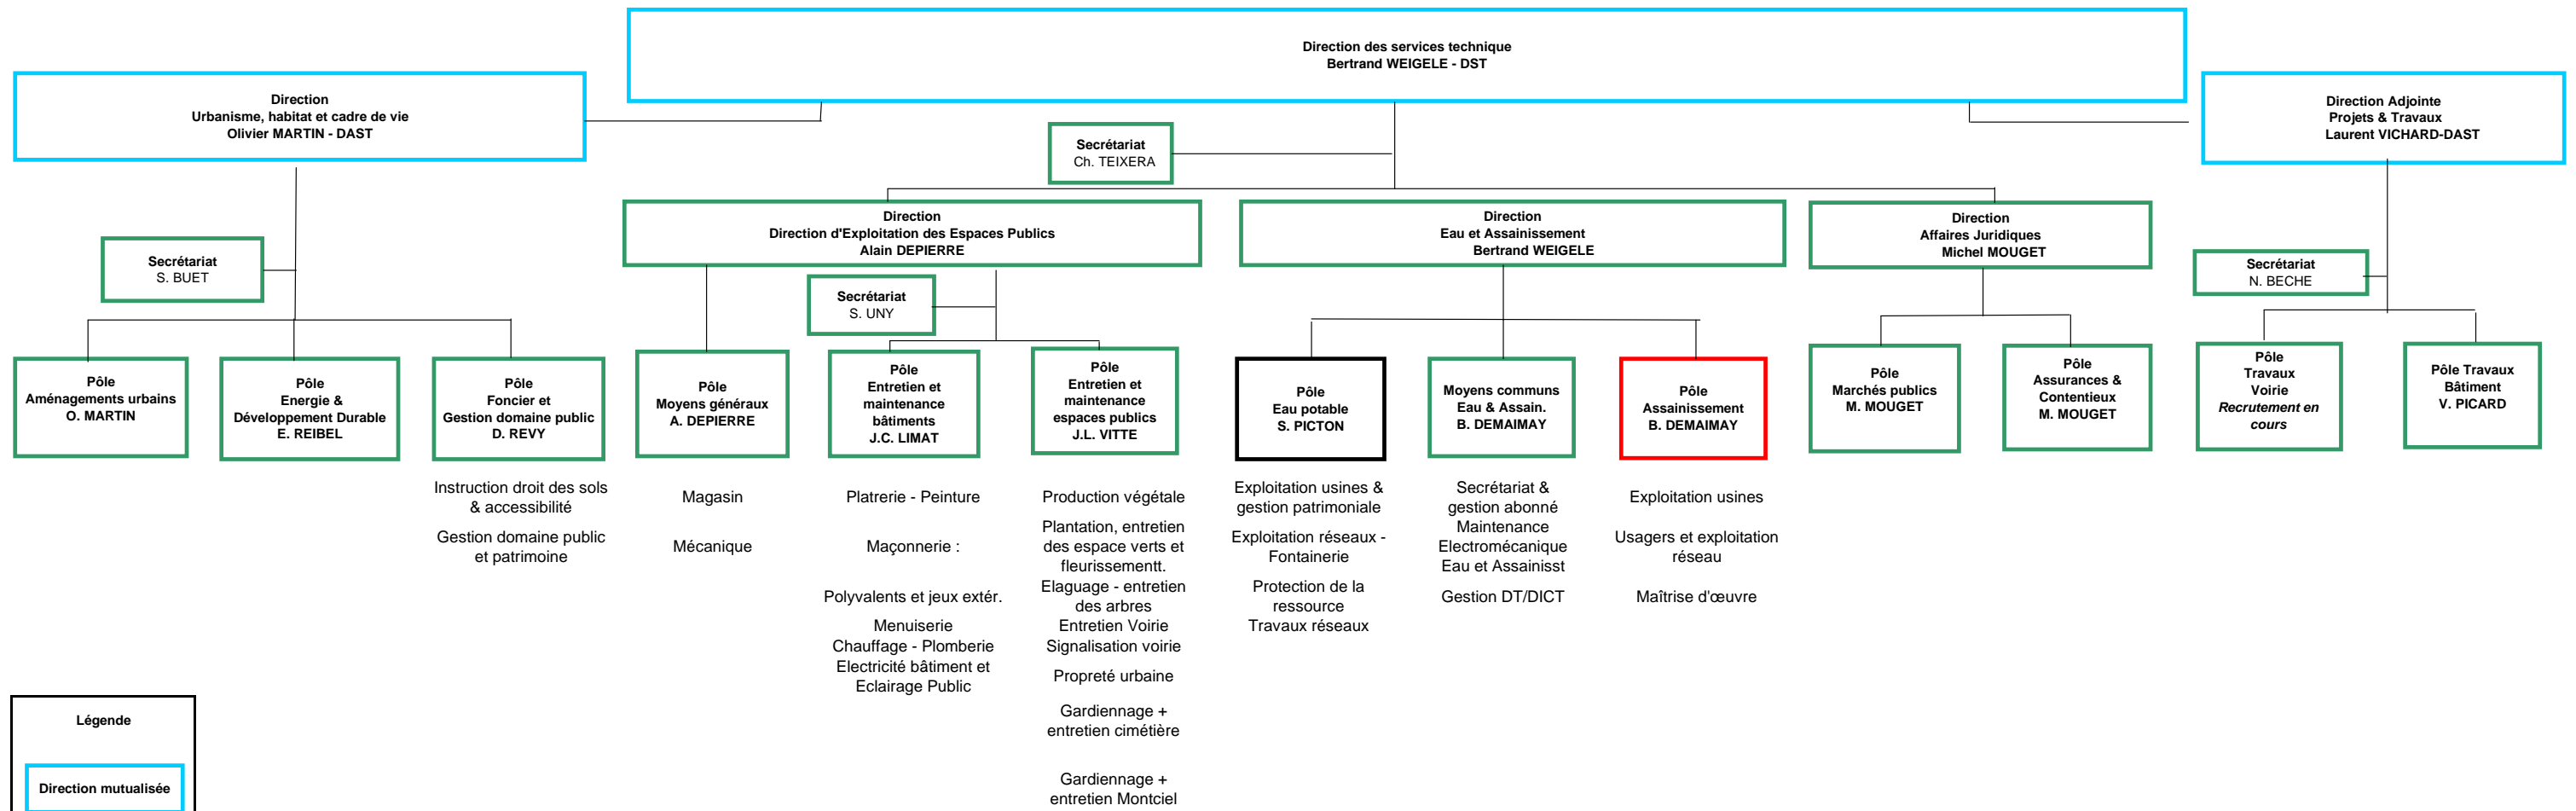 Direction des services technique
Bertrand WEIGELE - DST
Direction
Urbanisme, habitat et cadre de vie
Olivier MARTIN - DAST
Direction Adjointe
Projets & Travaux
Laurent VICHARD-DAST
Secrétariat
Ch. TEIXERA
Direction
Direction d'Exploitation des Espaces Publics
Alain DEPIERRE
Direction
Eau et Assainissement
Bertrand WEIGELE
Direction
Affaires Juridiques
Michel MOUGET
Secrétariat
S. BUET
Secrétariat
S. UNY
Secrétariat
N. BECHE
Pôle
Aménagements urbains
O. MARTIN
Pôle
Energie &
Développement Durable
E. REIBEL
Pôle
Foncier et
Gestion domaine public
D. REVY
Pôle
Moyens généraux
A. DEPIERRE
Pôle
Entretien et
maintenance
bâtiments
J.C. LIMAT
Pôle
Entretien et
maintenance
espaces publics
J.L. VITTE
Pôle
Eau potable
S. PICTON
Moyens communs
Eau & Assain.
B. DEMAIMAY
Pôle
Assainissement
B. DEMAIMAY
Pôle
Marchés publics
M. MOUGET
Pôle
Assurances &
Contentieux
M. MOUGET
Pôle
Travaux
Voirie
Recrutement en
cours
Pôle Travaux
Bâtiment
V. PICARD
Instruction droit des sols
& accessibilité
Gestion domaine public
et patrimoine
Magasin
Mécanique
Platrerie - Peinture
Maçonnerie :
Polyvalents et jeux extér.
Menuiserie
Chauffage - Plomberie
Electricité bâtiment et
Eclairage Public
Production végétale
Plantation, entretien
des espace verts et
fleurissementt.
Elaguage - entretien
des arbres
Entretien Voirie
Signalisation voirie
Propreté urbaine
Gardiennage +
entretien cimétière
Gardiennage +
entretien Montciel
Exploitation usines &
gestion patrimoniale
Exploitation réseaux -
Fontainerie
Protection de la
ressource
Travaux réseaux
Secrétariat &
gestion abonné
Maintenance
Electromécanique
Eau et Assainisst
Gestion DT/DICT
Exploitation usines
Usagers et exploitation
réseau
Maîtrise d'œuvre
Légende
Direction mutualisée